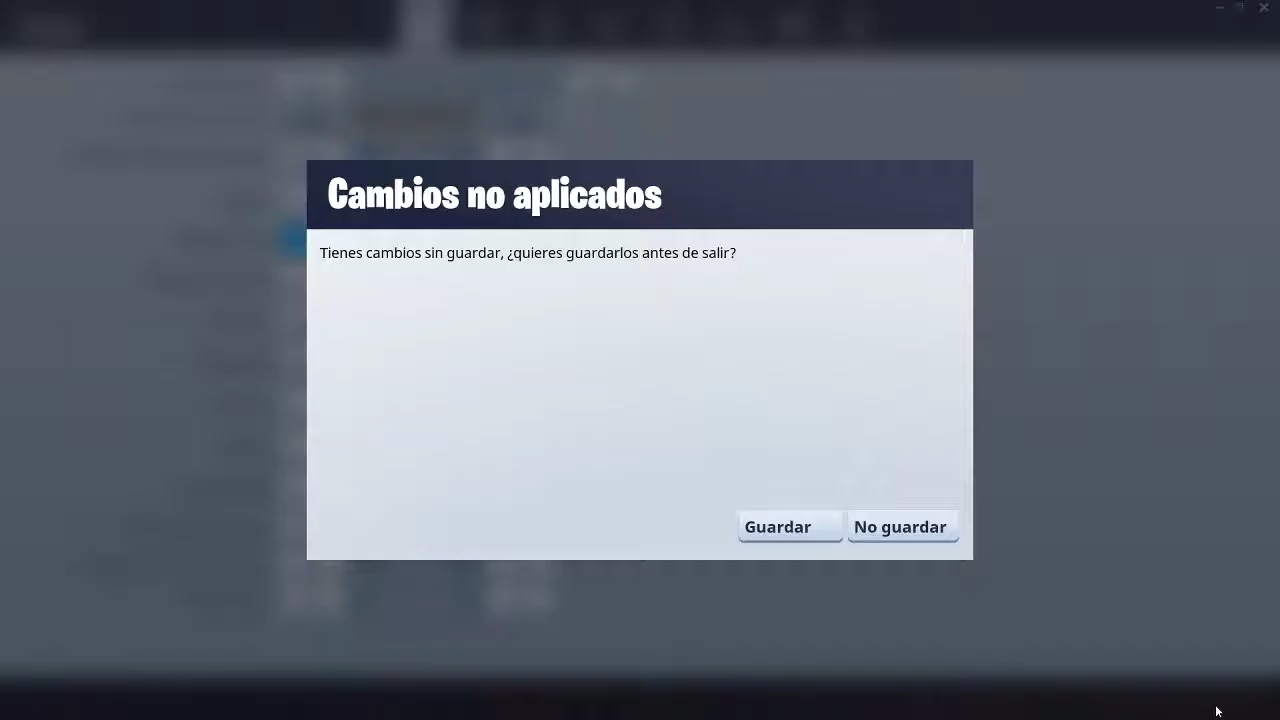 Cambios no aplicados
Tienes cambios sin guardar, ¿quieres guardarlos antes de salir?
Guardar
No guardar